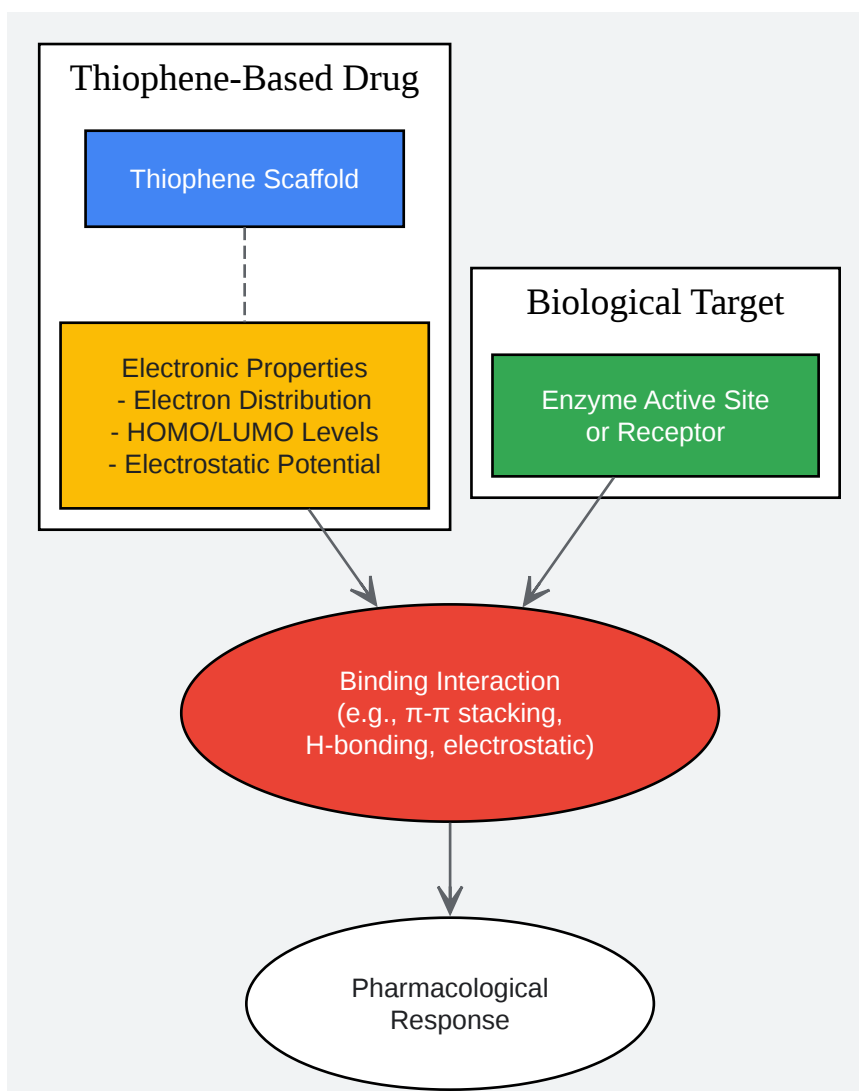 Thiophene-Based Drug
Thiophene Scaffold
Electronic Properties
- Electron Distribution
- HOMO/LUMO Levels
- Electrostatic Potential
Biological Target
Enzyme Active Site
or Receptor
Binding Interaction
(e.g., π-π stacking,
H-bonding, electrostatic)
Pharmacological
Response